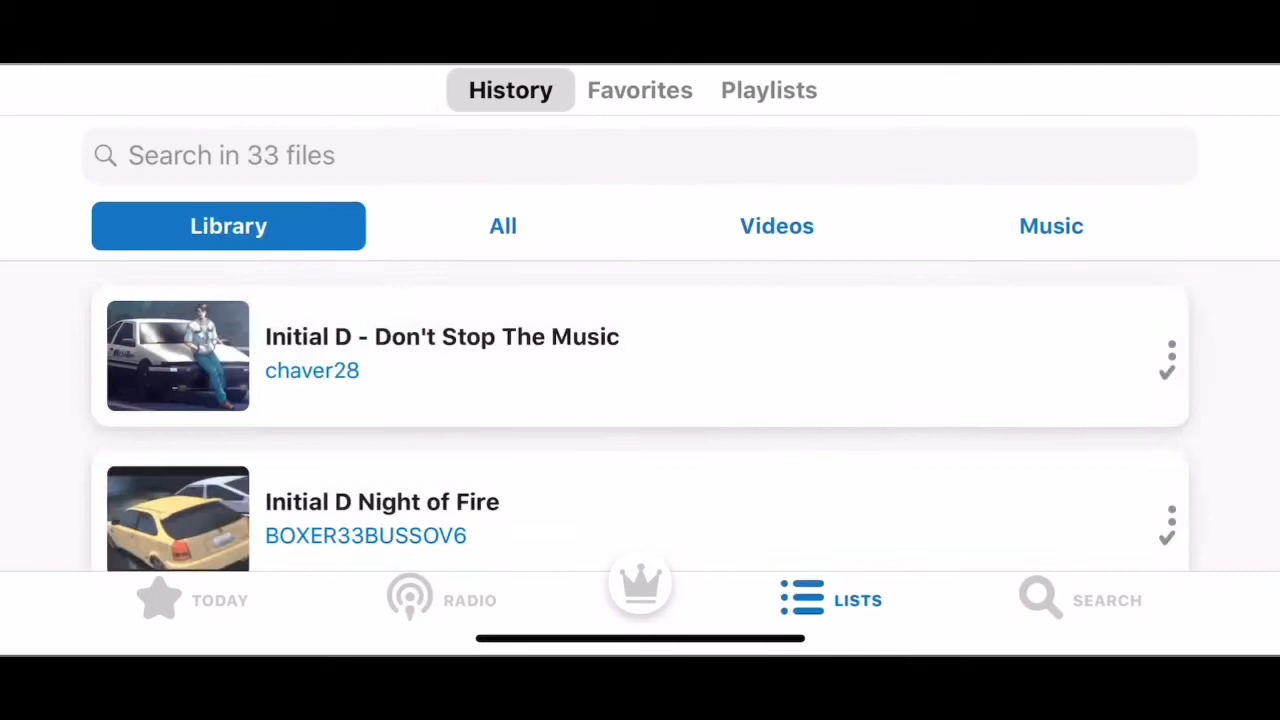 History Favorites Playlists
Search in 33 files
Library All Videos Music
Initial D - Don't Stop The Music
chaver28
Initial D Night of Fire
BOXER33BUSSOV6
TODAY RADIO LISTS SEARCH